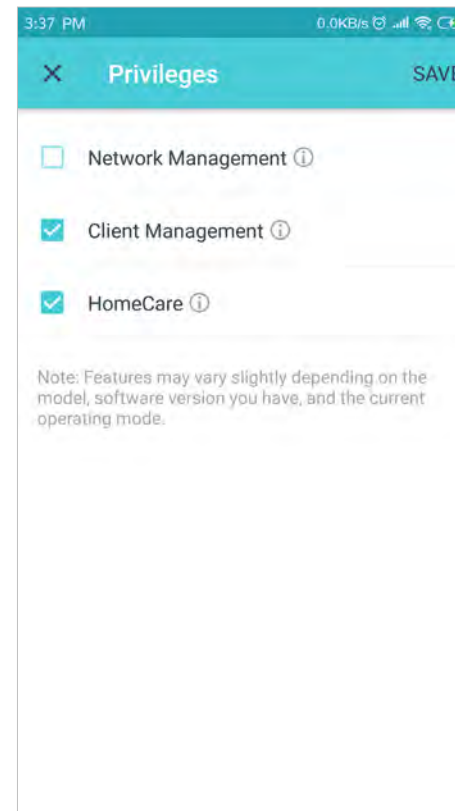 3:37 PM 0.0KB/s
Privileges SAVE
Network Management
Client Management
HomeCare
Note: Features may vary slightly depending on the
model, software version you have, and the current
operating mode.